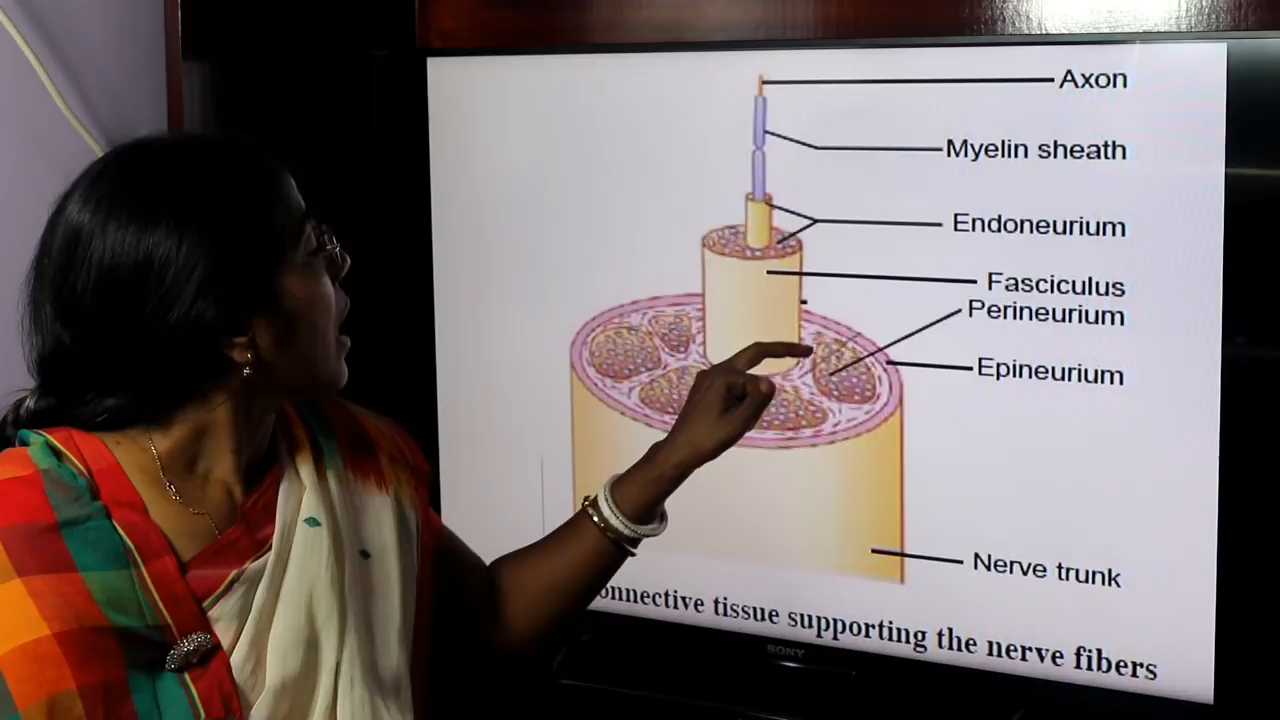 Axon
Myelin sheath
Endoneurium
Fasciculus
Perineurium
Epineurium
Nerve trunk
onnective tissue supporting the nerve fibers
SONY